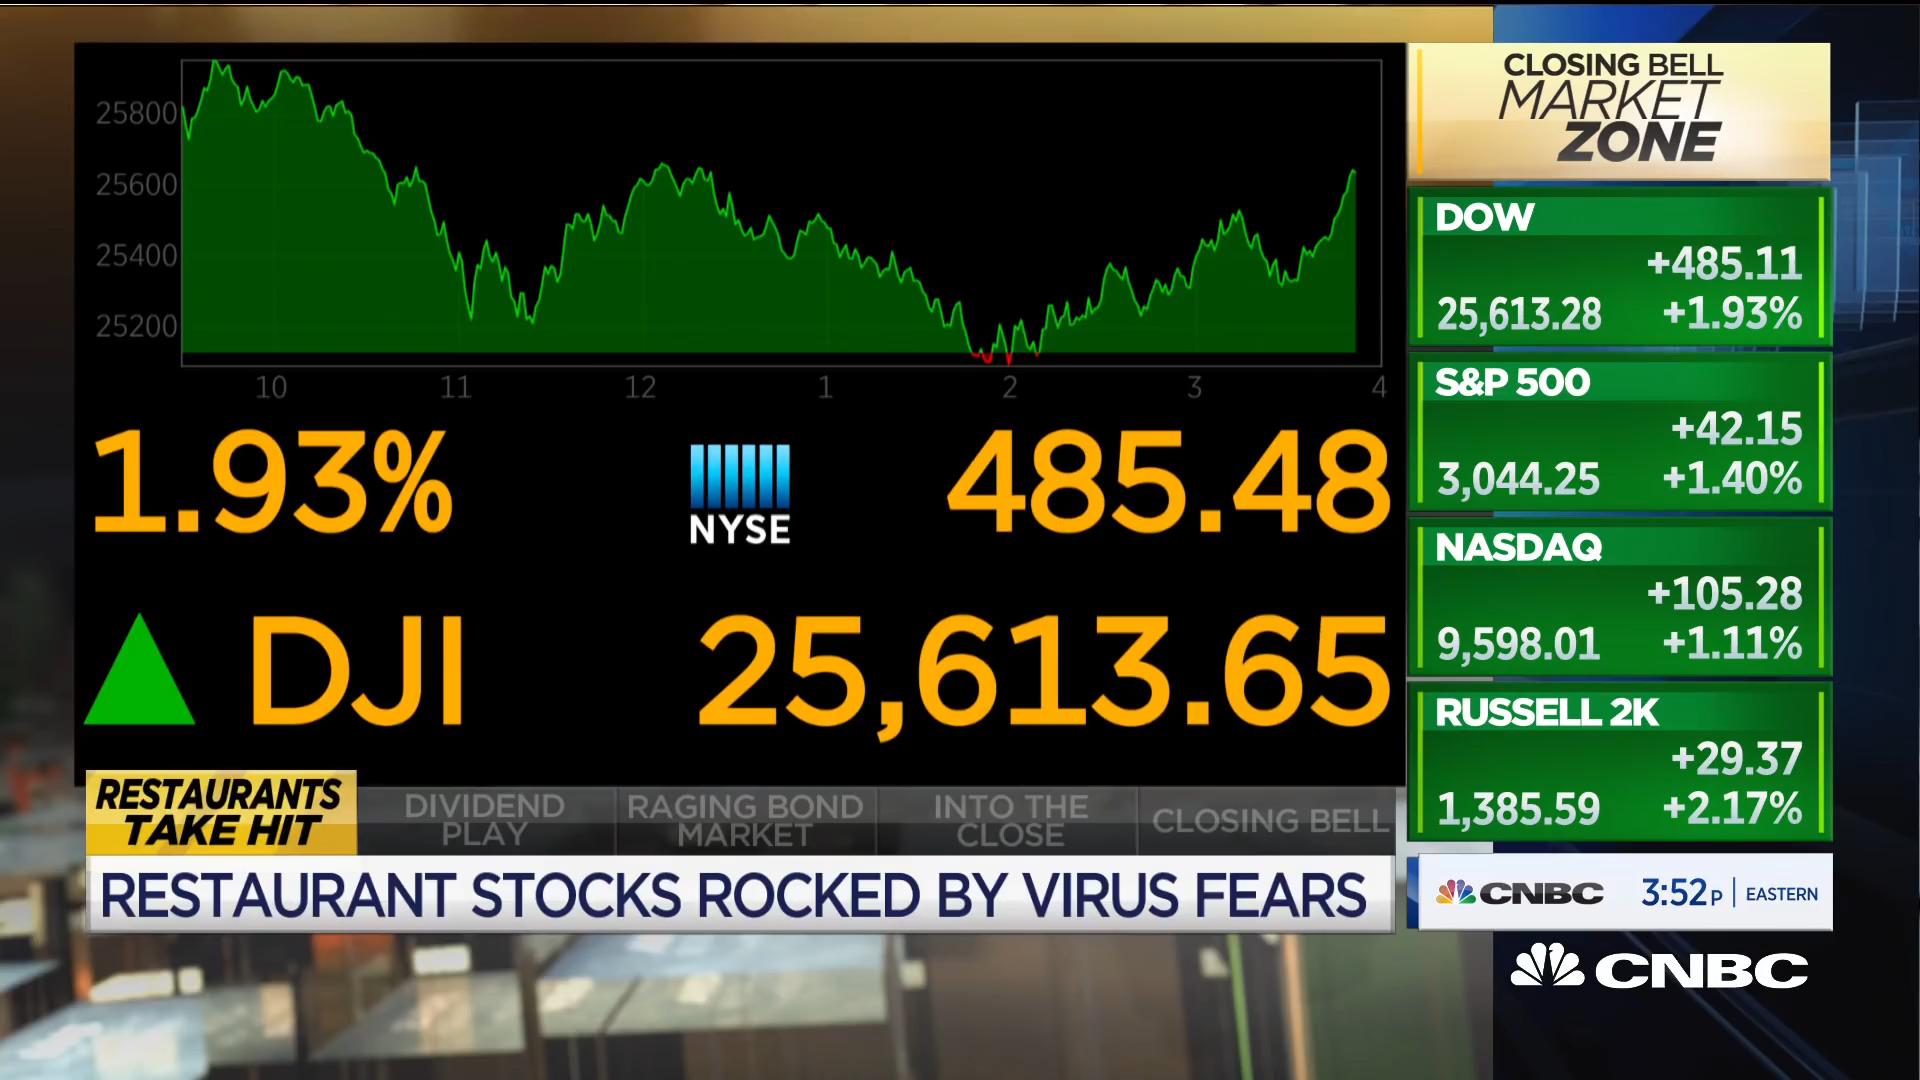 25800
25600
25400
25200
10 11 12 1 2 3 4
1.93%
NYSE
485.48
DJI
25,613.65
RESTAURANTS
TAKE HIT
DIVIDEND
PLAY
RAGING BOND
MARKET
INTO THE
CLOSE
CLOSING BELL
RESTAURANT STOCKS ROCKED BY VIRUS FEARS
CLOSING BELL
MARKET
ZONE
DOW
+485.11
25,613.28 +1.93%
S&P 500
+42.15
3,044.25 +1.40%
NASDAQ
+105.28
9,598.01 +1.11%
RUSSELL 2K
+29.37
1,385.59 +2.17%
CNBC 3:52P | EASTERN
CNBC